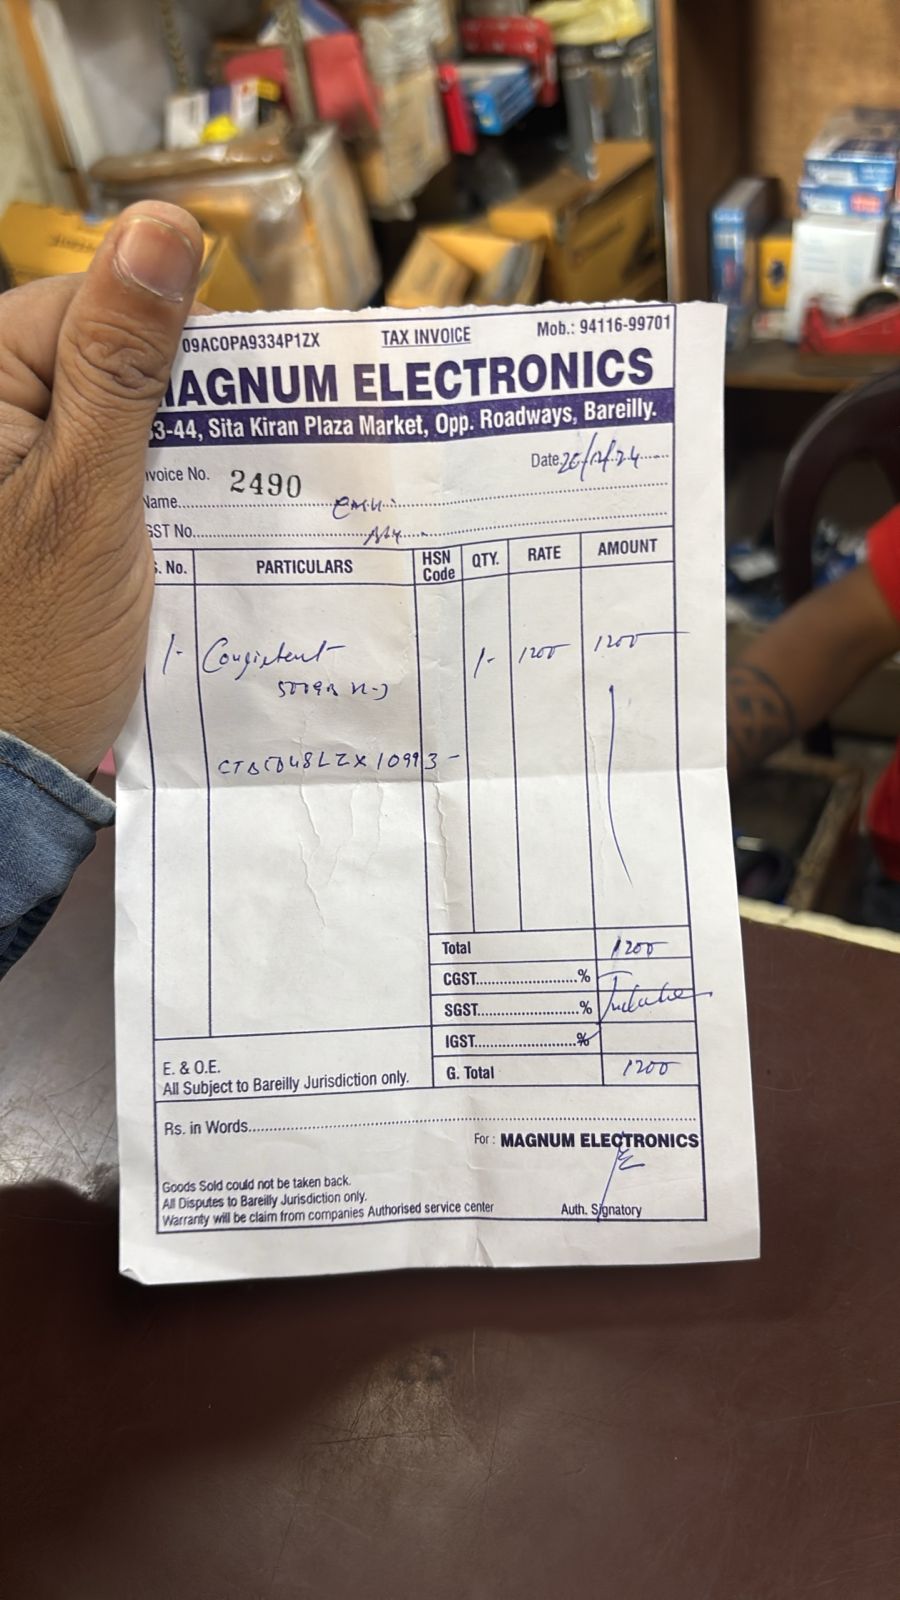 09ACOPA9334P1ZX TAX INVOICE Mob.: 94116-99701
MAGNUM ELECTRONICS
3-44, Sita Kiran Plaza Market, Opp. Roadways, Bareilly.
nvoice No. 2490 Date 26/12/24
Name
GST No.
S. No. PARTICULARS HSN Code QTY. RATE AMOUNT
1- Consistent 1- 1200 1200
Total 1200
CGST %
SGST %
IGST %
G. Total 1200
E. & O.E.
All Subject to Bareilly Jurisdiction only.
Rs. in Words
For : MAGNUM ELECTRONICS
Goods Sold could not be taken back.
All Disputes to Bareilly Jurisdiction only.
Warranty will be claim from companies Authorised service center Auth. Signatory